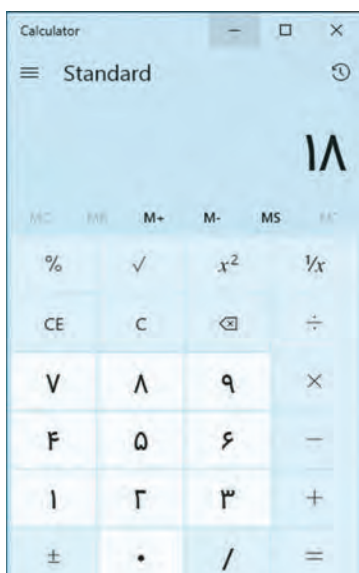 Calculator
Standard
۱۸
MC MR M+ M- MS M˅
% √ x² ⅟x
CE C ⌫ ÷
۷ ۸ ۹ ×
۴ ۵ ۶ −
۱ ۲ ۳ +
± ۰ / =